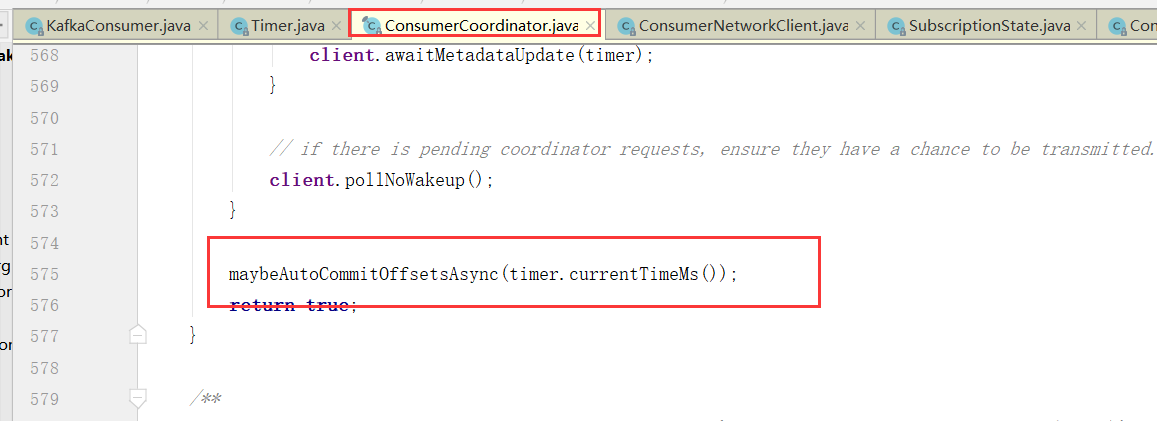 KafkaConsumer.java × Timer.java × ConsumerCoordinator.java × ConsumerNetworkClient.java × SubscriptionState.java × Con
568 client.awaitMetadataUpdate(timer);
569 }
570
571 // if there is pending coordinator requests, ensure they have a chance to be transmitted.
572 client.pollNoWakeup();
573 }
574
575 maybeAutoCommitOffsetsAsync(timer.currentTimeMs());
576 return true;
577 }
578
579 /**